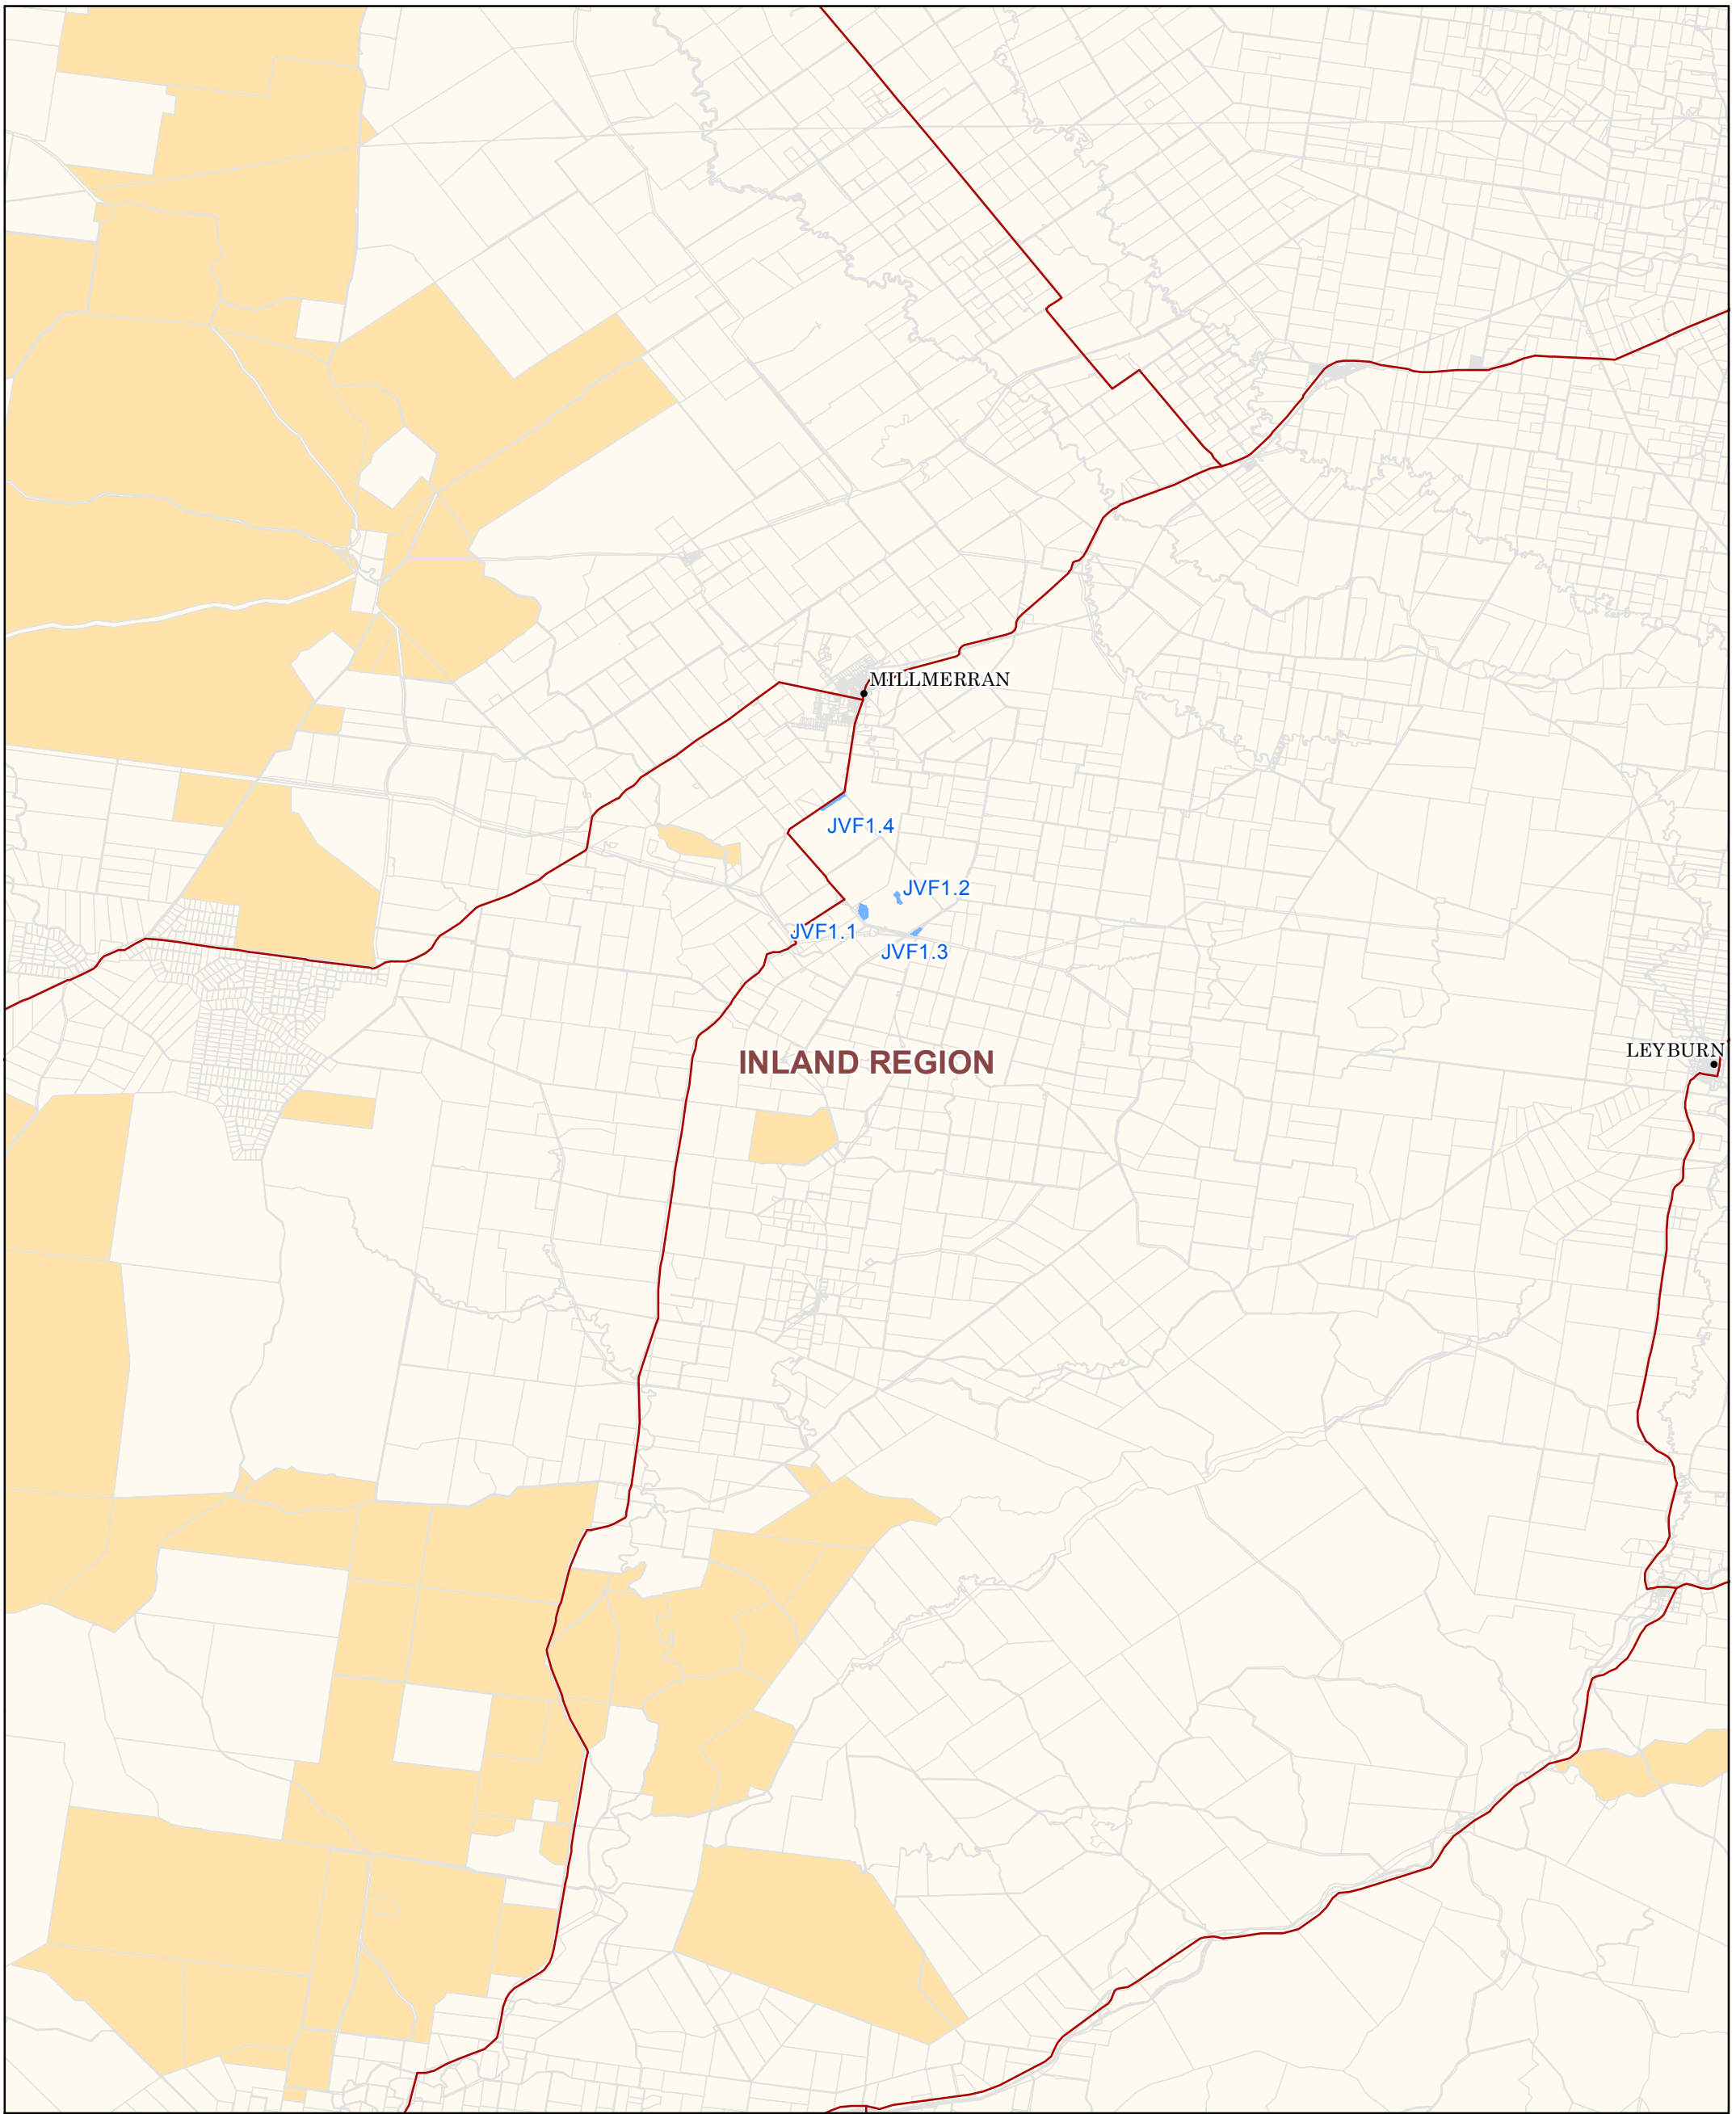 MILLMERRAN
JVF1.4
JVF1.2
JVF1.1
JVF1.3
LEYBURN
INLAND REGION